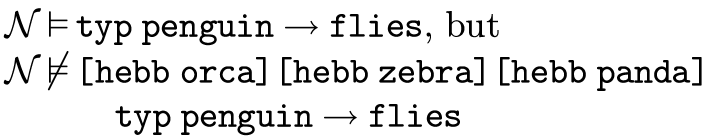 𝒩 ⊨ typ penguin → flies, but
𝒩 ⊭ [hebb orca] [hebb zebra] [hebb panda]
typ penguin → flies